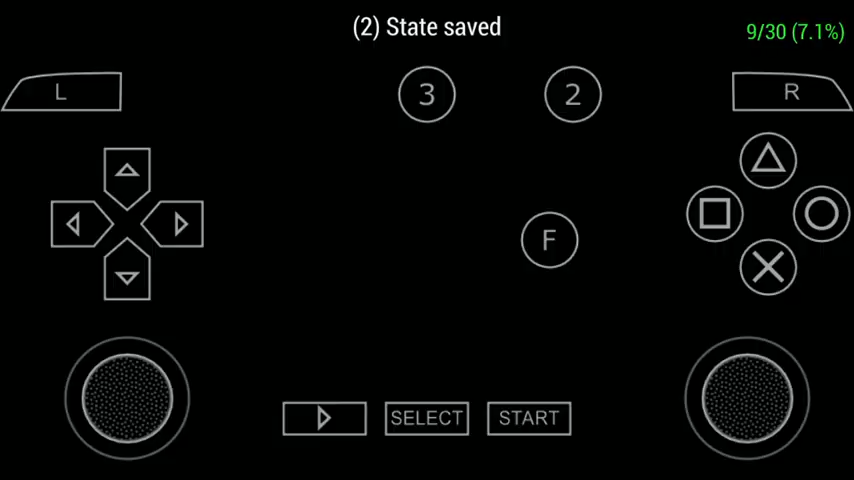 (2) State saved
9/30 (7.1%)
L
3
2
R
F
SELECT
START